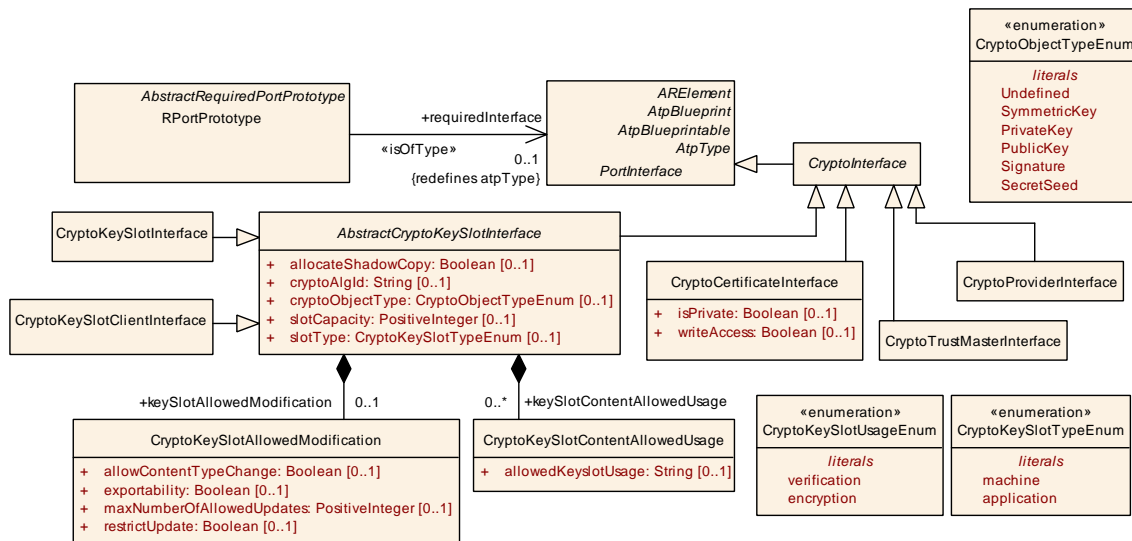 «enumeration»
CryptoObjectTypeEnum
literals
Undefined
SymmetricKey
PrivateKey
PublicKey
Signature
SecretSeed
AbstractRequiredPortPrototype
RPortPrototype
+requiredInterface
«isOfType»
0..1
{redefines atpType}
ARElement
AtpBlueprint
AtpBlueprintable
AtpType
PortInterface
CryptoInterface
CryptoKeySlotInterface
CryptoKeySlotClientInterface
AbstractCryptoKeySlotInterface
+ allocateShadowCopy: Boolean [0..1]
+ cryptoAlgId: String [0..1]
+ cryptoObjectType: CryptoObjectTypeEnum [0..1]
+ slotCapacity: PositiveInteger [0..1]
+ slotType: CryptoKeySlotTypeEnum [0..1]
CryptoCertificateInterface
+ isPrivate: Boolean [0..1]
+ writeAccess: Boolean [0..1]
CryptoProviderInterface
CryptoTrustMasterInterface
+keySlotAllowedModification 0..1
0..* +keySlotContentAllowedUsage
CryptoKeySlotAllowedModification
+ allowContentTypeChange: Boolean [0..1]
+ exportability: Boolean [0..1]
+ maxNumberOfAllowedUpdates: PositiveInteger [0..1]
+ restrictUpdate: Boolean [0..1]
CryptoKeySlotContentAllowedUsage
+ allowedKeyslotUsage: String [0..1]
«enumeration»
CryptoKeySlotUsageEnum
literals
verification
encryption
«enumeration»
CryptoKeySlotTypeEnum
literals
machine
application